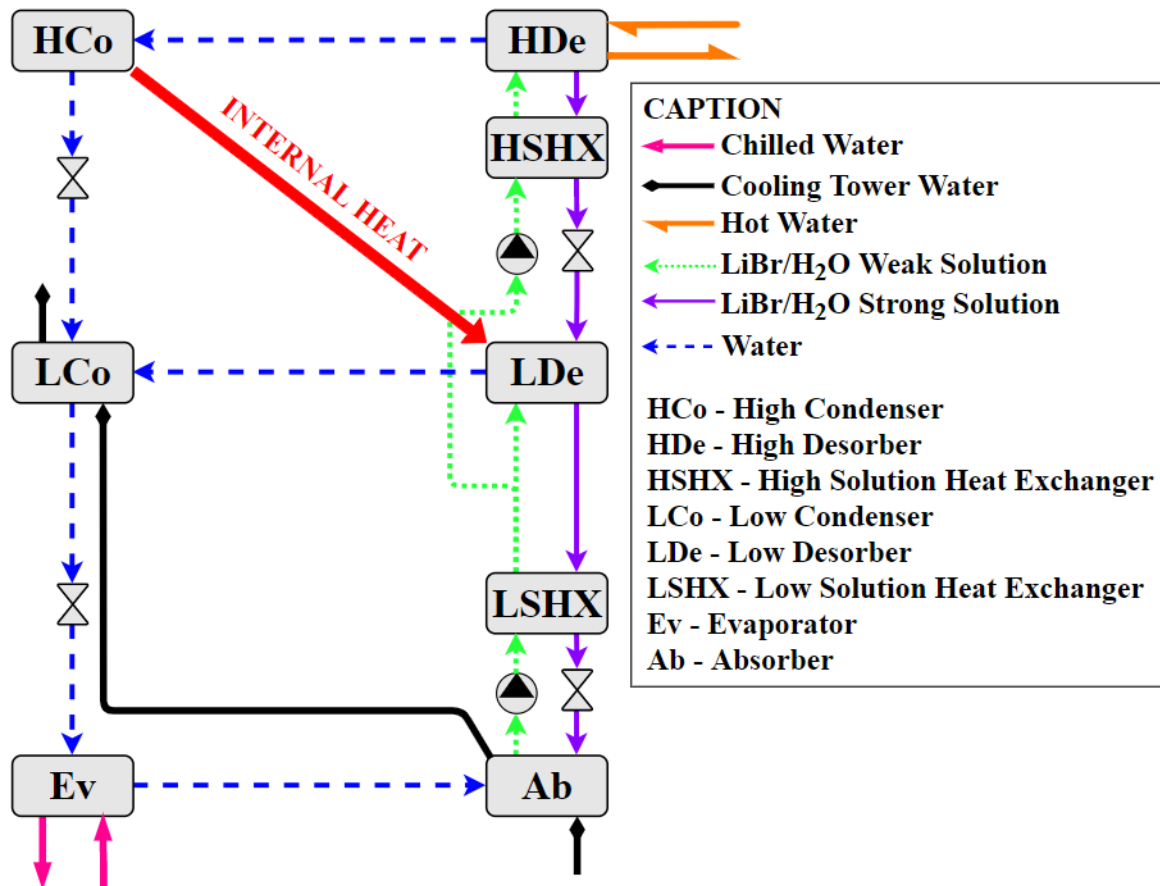 HCo
HDe
INTERNAL HEAT
HSHX
LCo
LDe
LSHX
Ev
Ab
CAPTION
Chilled Water
Cooling Tower Water
Hot Water
LiBr/H₂O Weak Solution
LiBr/H₂O Strong Solution
Water
HCo - High Condenser
HDe - High Desorber
HSHX - High Solution Heat Exchanger
LCo - Low Condenser
LDe - Low Desorber
LSHX - Low Solution Heat Exchanger
Ev - Evaporator
Ab - Absorber